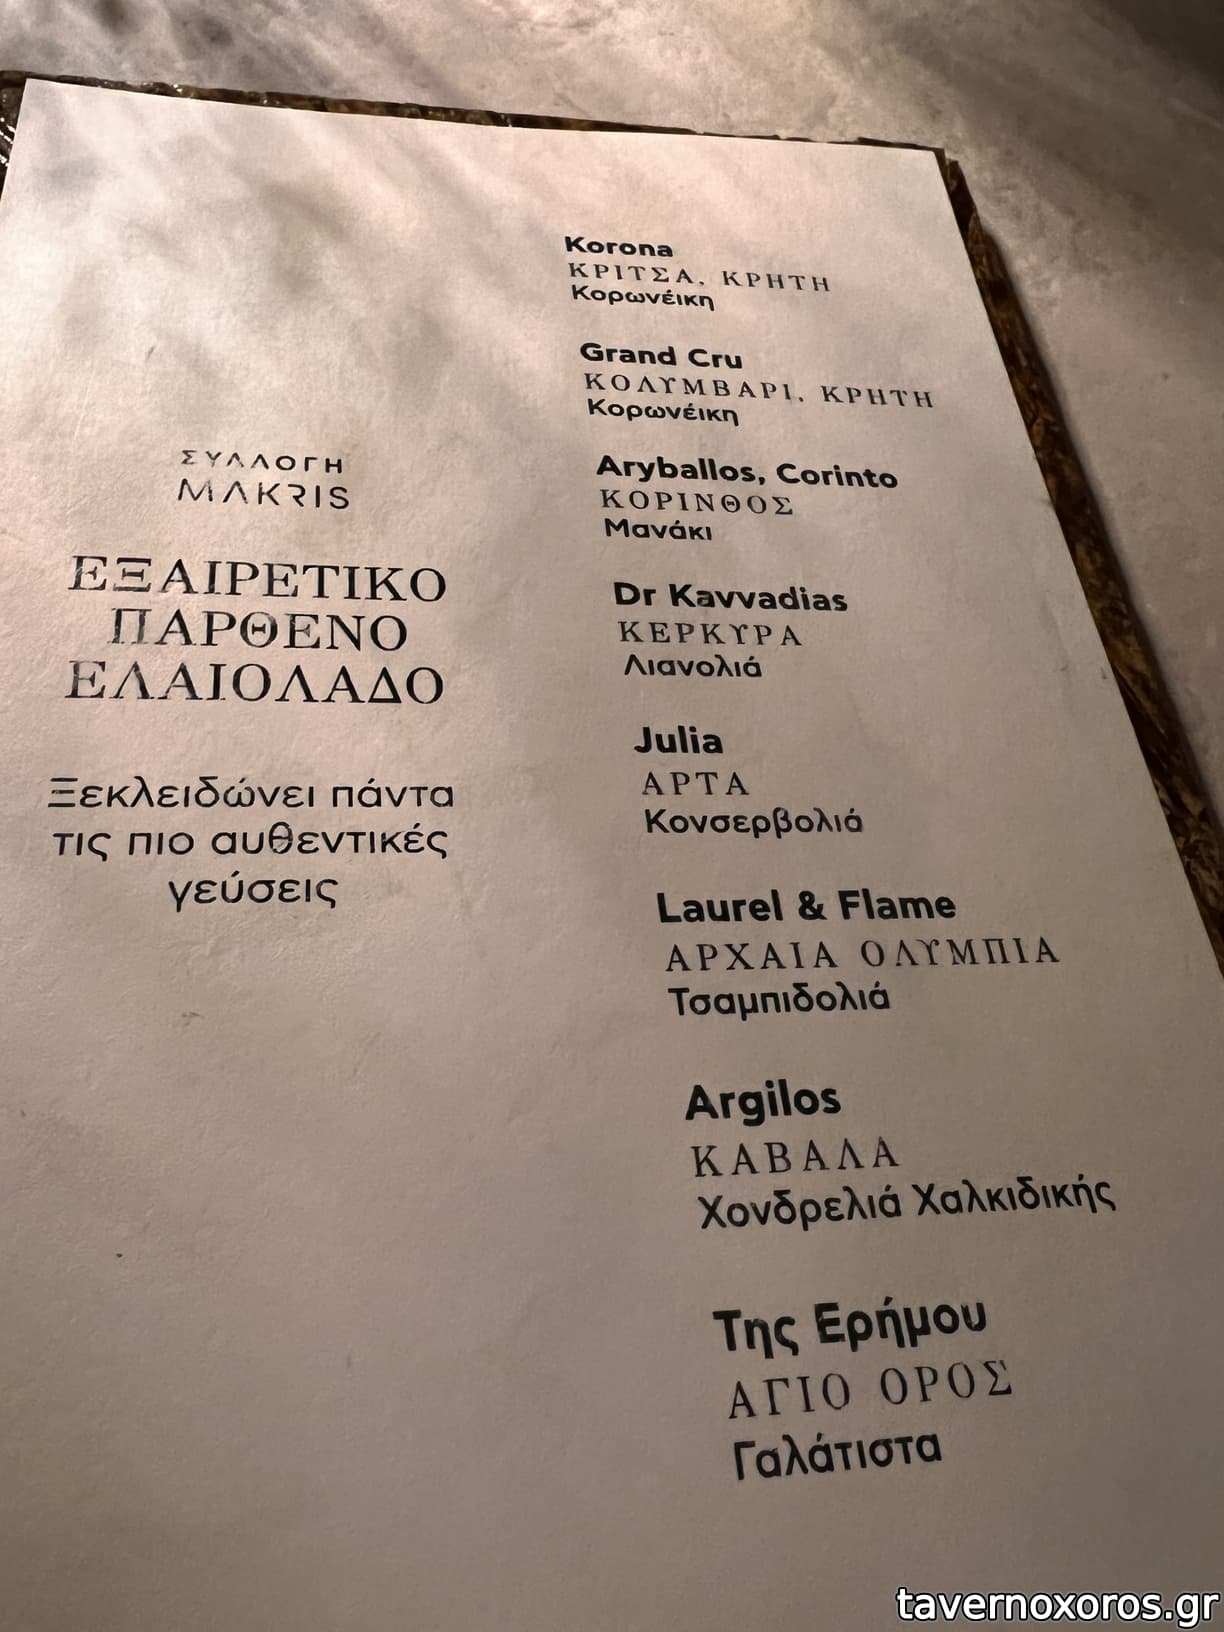 ΣΥΛΛΟΓΗ
MAKRIS
ΕΞΑΙΡΕΤΙΚΟ
ΠΑΡΘΕΝΟ
ΕΛΑΙΟΛΑΔΟ
Ξεκλειδώνει πάντα
τις πιο αυθεντικές
γεύσεις
Korona
ΚΡΙΤΣΑ, ΚΡΗΤΗ
Κορωνέικη
Grand Cru
ΚΟΛΥΜΒΑΡΙ, ΚΡΗΤΗ
Κορωνέικη
Aryballos, Corinto
ΚΟΡΙΝΘΟΣ
Μανάκι
Dr Kavvadias
ΚΕΡΚΥΡΑ
Λιανολιά
Julia
ΑΡΤΑ
Κονσερβολιά
Laurel & Flame
ΑΡΧΑΙΑ ΟΛΥΜΠΙΑ
Τσαμπιδολιά
Argilos
ΚΑΒΑΛΑ
Χονδρελιά Χαλκιδικής
Της Ερήμου
ΑΓΙΟ ΟΡΟΣ
Γαλάτιστα
tavernoxoros.gr